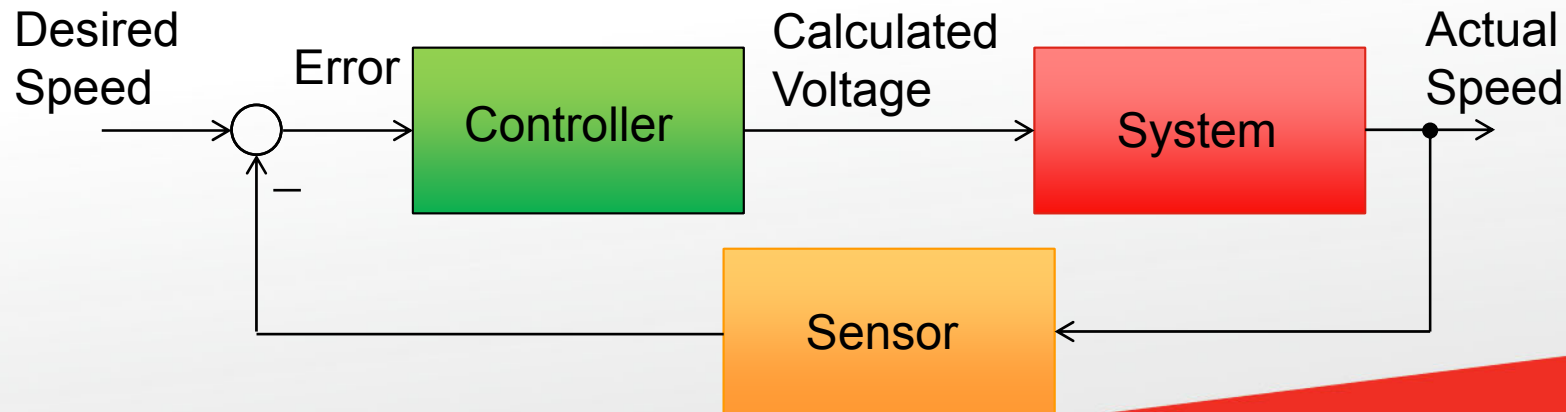 Desired
Speed
Error
Controller
Calculated
Voltage
System
Actual
Speed
–
Sensor